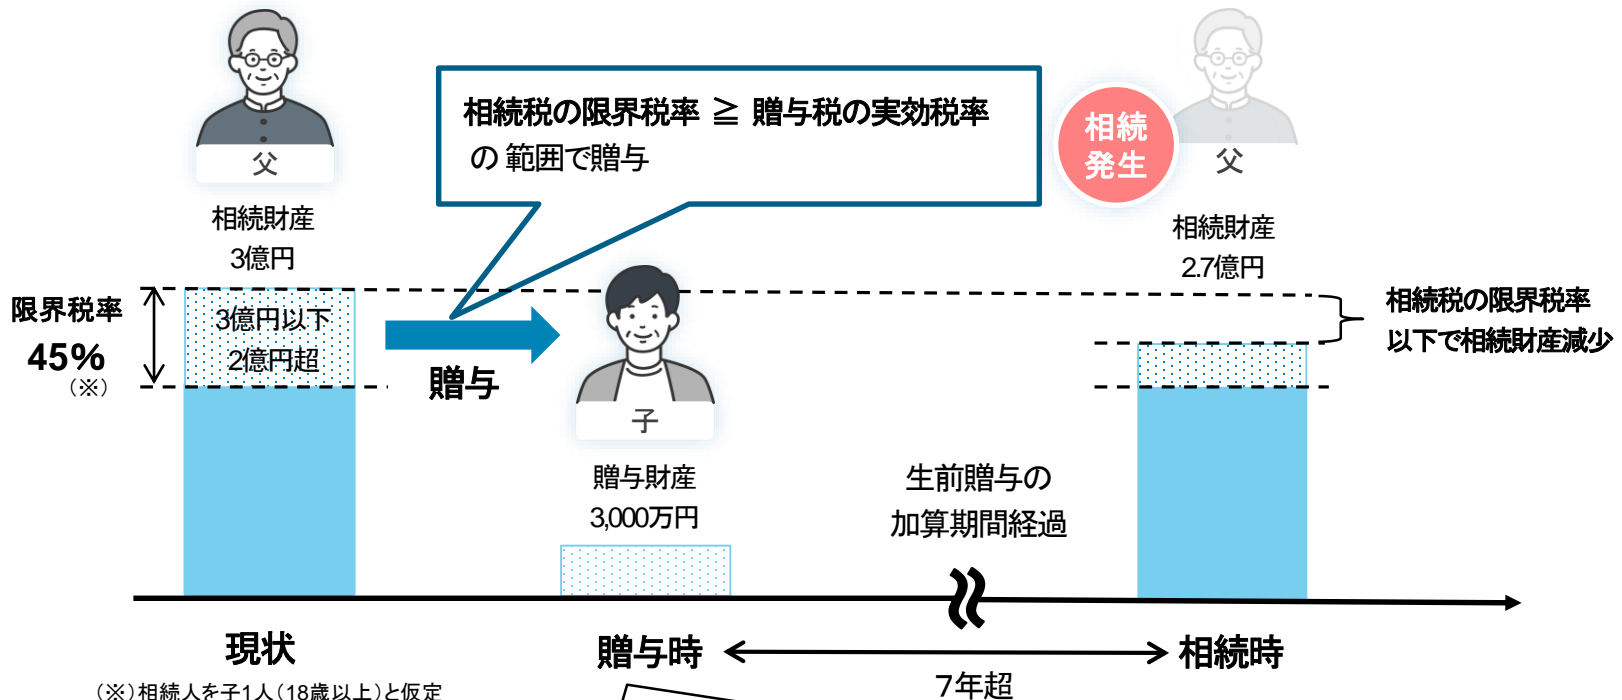 父
相続財産
3億円
限界税率
45%
(※)
3億円以下
2億円超
相続税の限界税率 ≧ 贈与税の実効税率
の 範囲で贈与
贈与
子
贈与財産
3,000万円
生前贈与の
加算期間経過
相続
発生
父
相続財産
2.7億円
相続税の限界税率
以下で相続財産減少
現状
贈与時
相続時
7年超
(※)相続人を子1人(18歳以上)と仮定